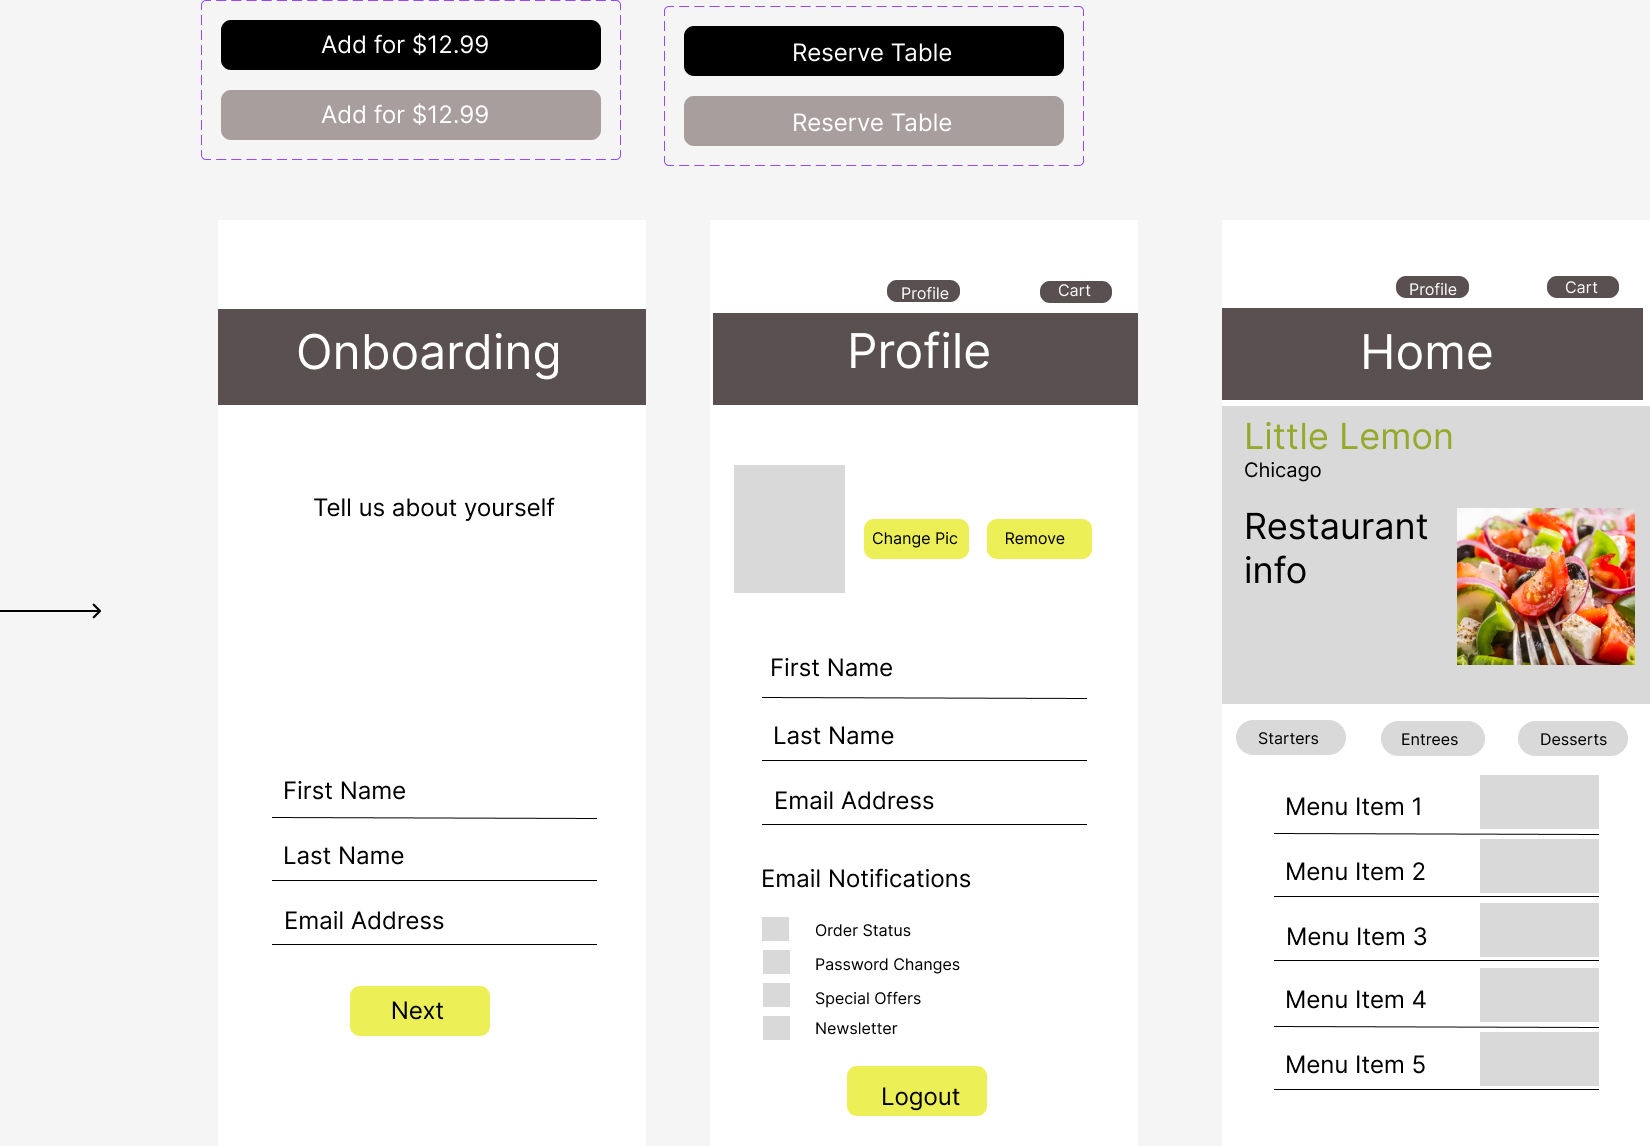 Add for $12.99
Add for $12.99
Reserve Table
Reserve Table
Onboarding
Tell us about yourself
First Name
Last Name
Email Address
Next
Profile
Cart
Profile
Change Pic
Remove
First Name
Last Name
Email Address
Email Notifications
Order Status
Password Changes
Special Offers
Newsletter
Logout
Profile
Cart
Home
Little Lemon
Chicago
Restaurant
info
Starters
Entrees
Desserts
Menu Item 1
Menu Item 2
Menu Item 3
Menu Item 4
Menu Item 5